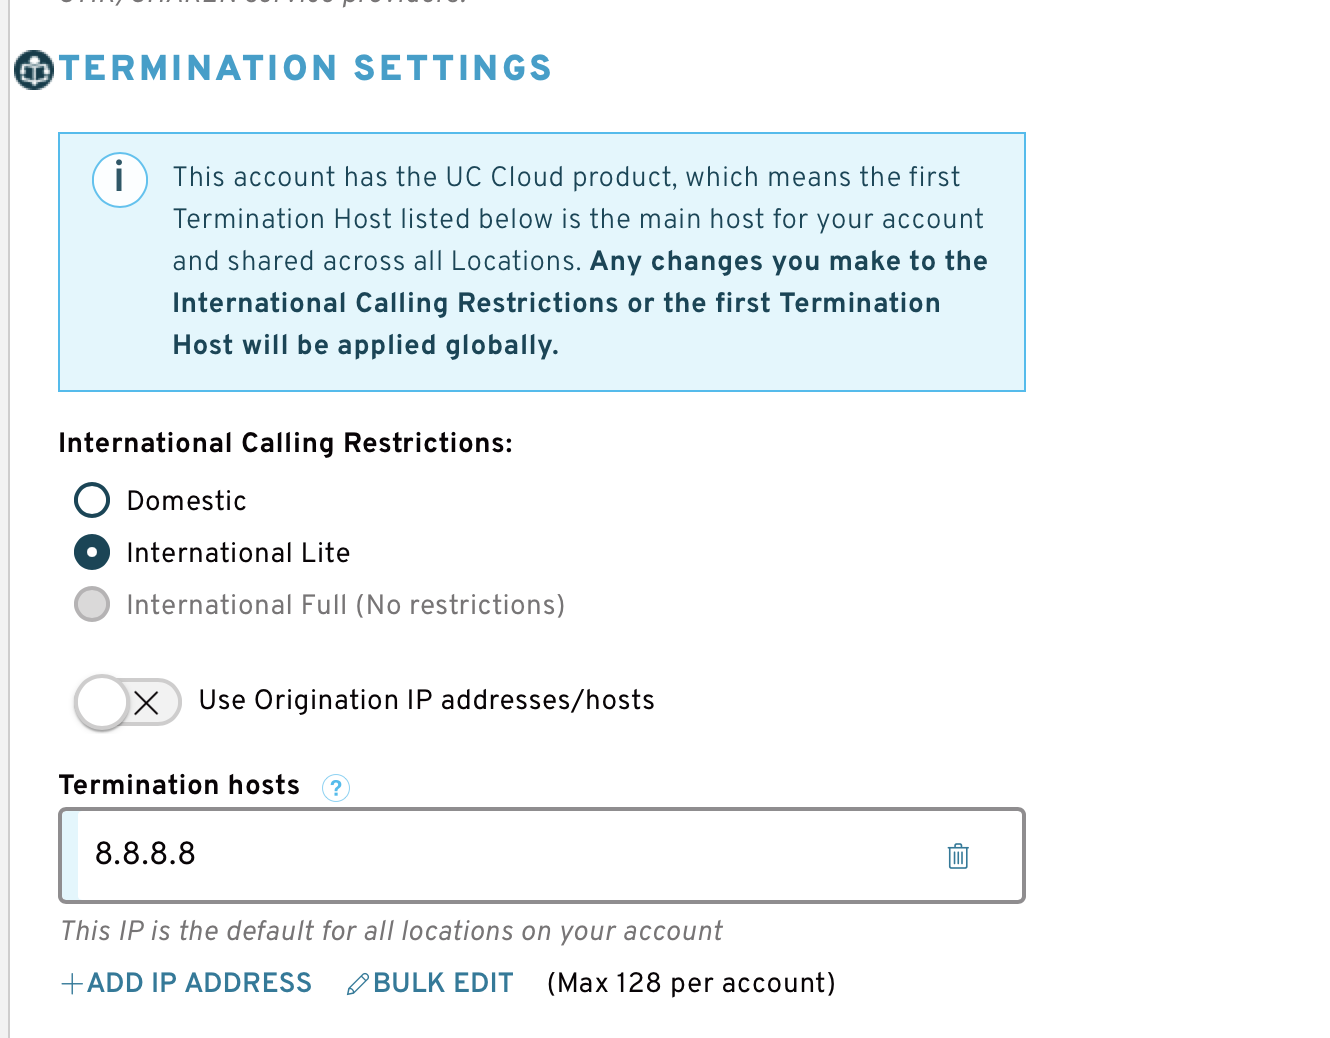 service providers.
TERMINATION SETTINGS
i
This account has the UC Cloud product, which means the first
Termination Host listed below is the main host for your account
and shared across all Locations. Any changes you make to the
International Calling Restrictions or the first Termination
Host will be applied globally.
International Calling Restrictions:
Domestic
International Lite
International Full (No restrictions)
Use Origination IP addresses/hosts
Termination hosts ?
8.8.8.8
This IP is the default for all locations on your account
+ADD IP ADDRESS BULK EDIT (Max 128 per account)